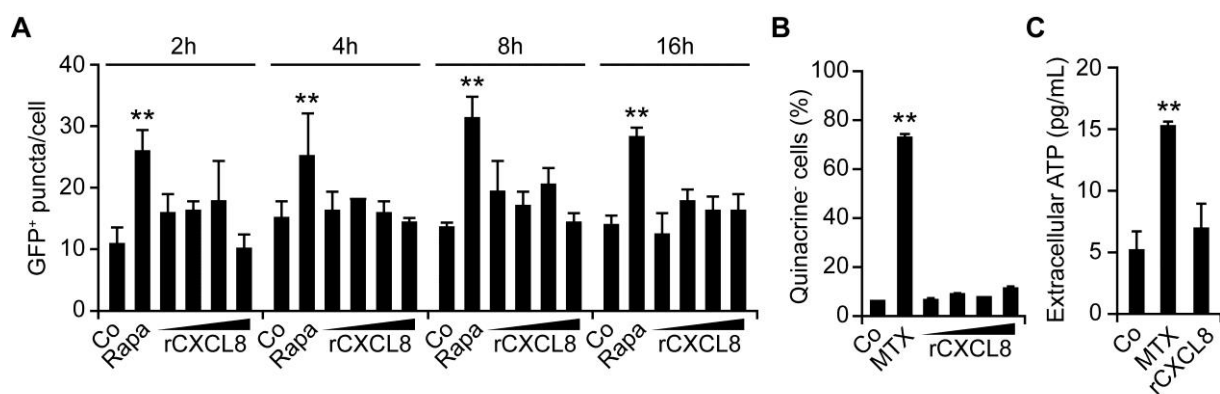 A
2h 4h 8h 16h
GFP⁺ puncta/cell
40
30
20
10
0
** ** ** **
Co Rapa rCXCL8 Co Rapa rCXCL8 Co Rapa rCXCL8 Co Rapa rCXCL8
B
Quinacrine⁻ cells (%)
100
80
60
40
20
0
**
Co MTX rCXCL8
C
Extracellular ATP (pg/mL)
20
15
10
5
0
**
Co MTX rCXCL8